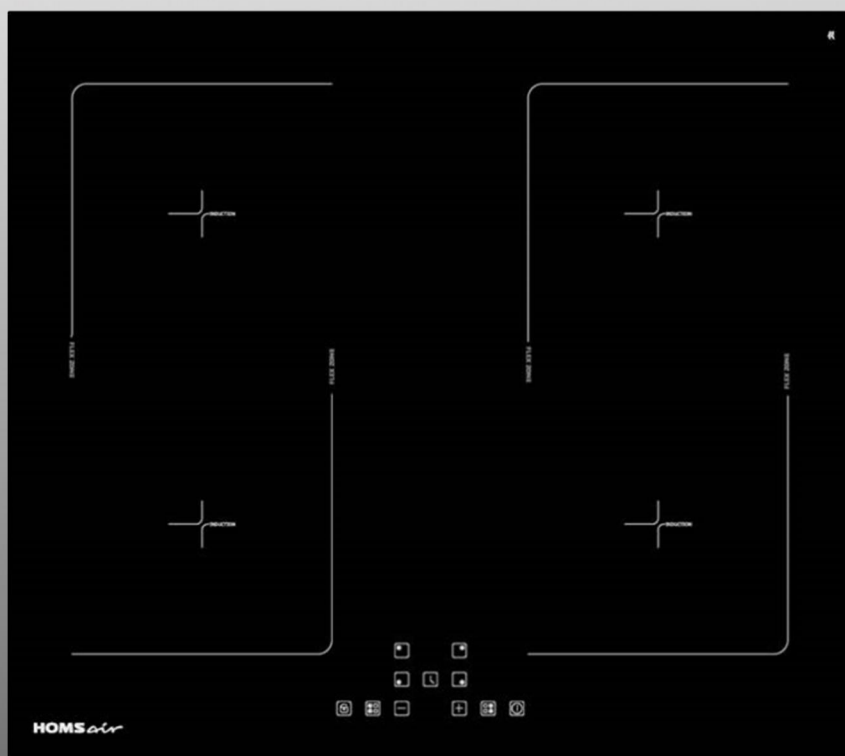 INDUCTION
INDUCTION
FLEX ZONE
FLEX ZONE
FLEX ZONE
FLEX ZONE
INDUCTION
INDUCTION
HOMSair